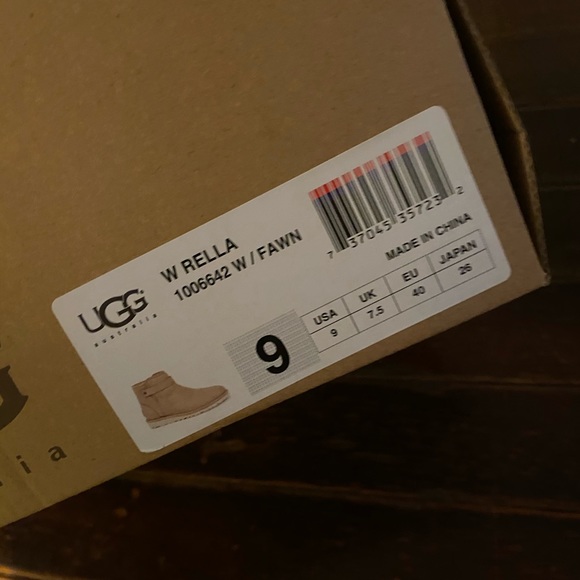 W RELLA
1006642 W / FAWN
7 37045 35723 2
MADE IN CHINA
UGG
australia
9
USA UK EU JAPAN
9 7.5 40 26
G
ia